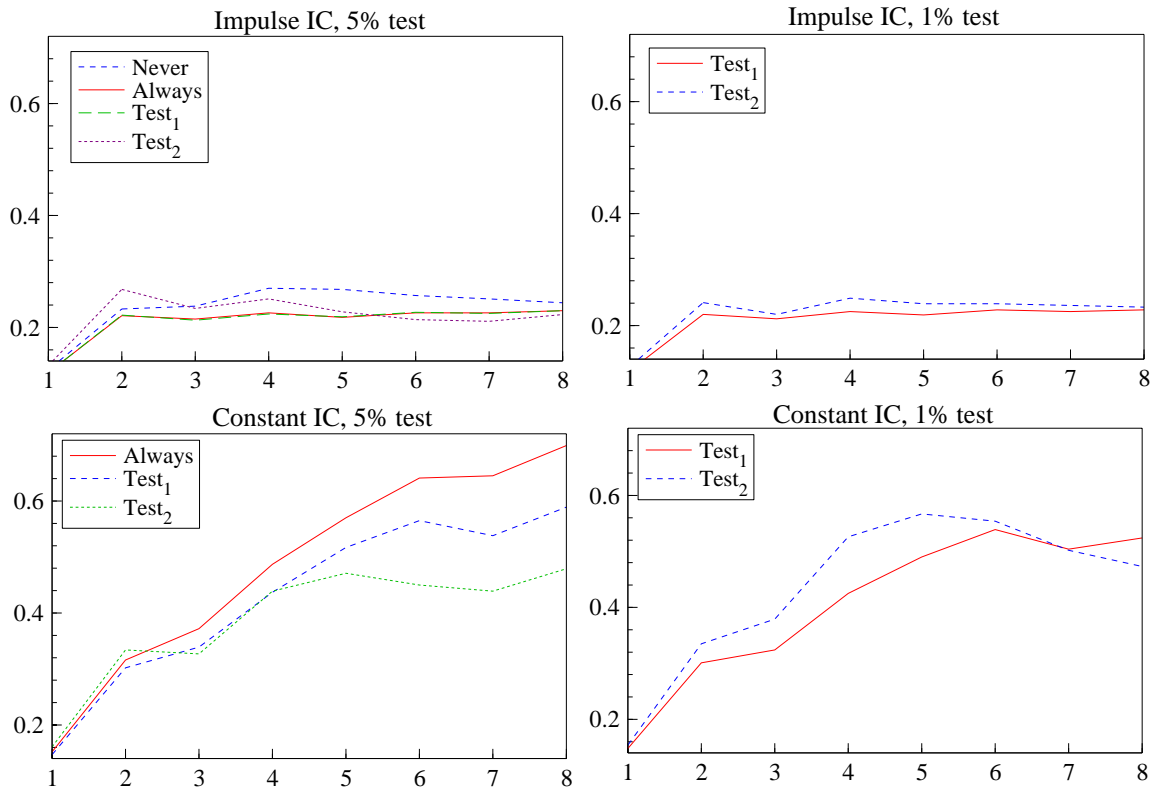 Impulse IC, 5% test
Never
Always
Test1
Test2
0.6
0.4
0.2
1 2 3 4 5 6 7 8
Impulse IC, 1% test
Test1
Test2
0.6
0.4
0.2
1 2 3 4 5 6 7 8
Constant IC, 5% test
Always
Test1
Test2
0.6
0.4
0.2
1 2 3 4 5 6 7 8
Constant IC, 1% test
Test1
Test2
0.6
0.4
0.2
1 2 3 4 5 6 7 8